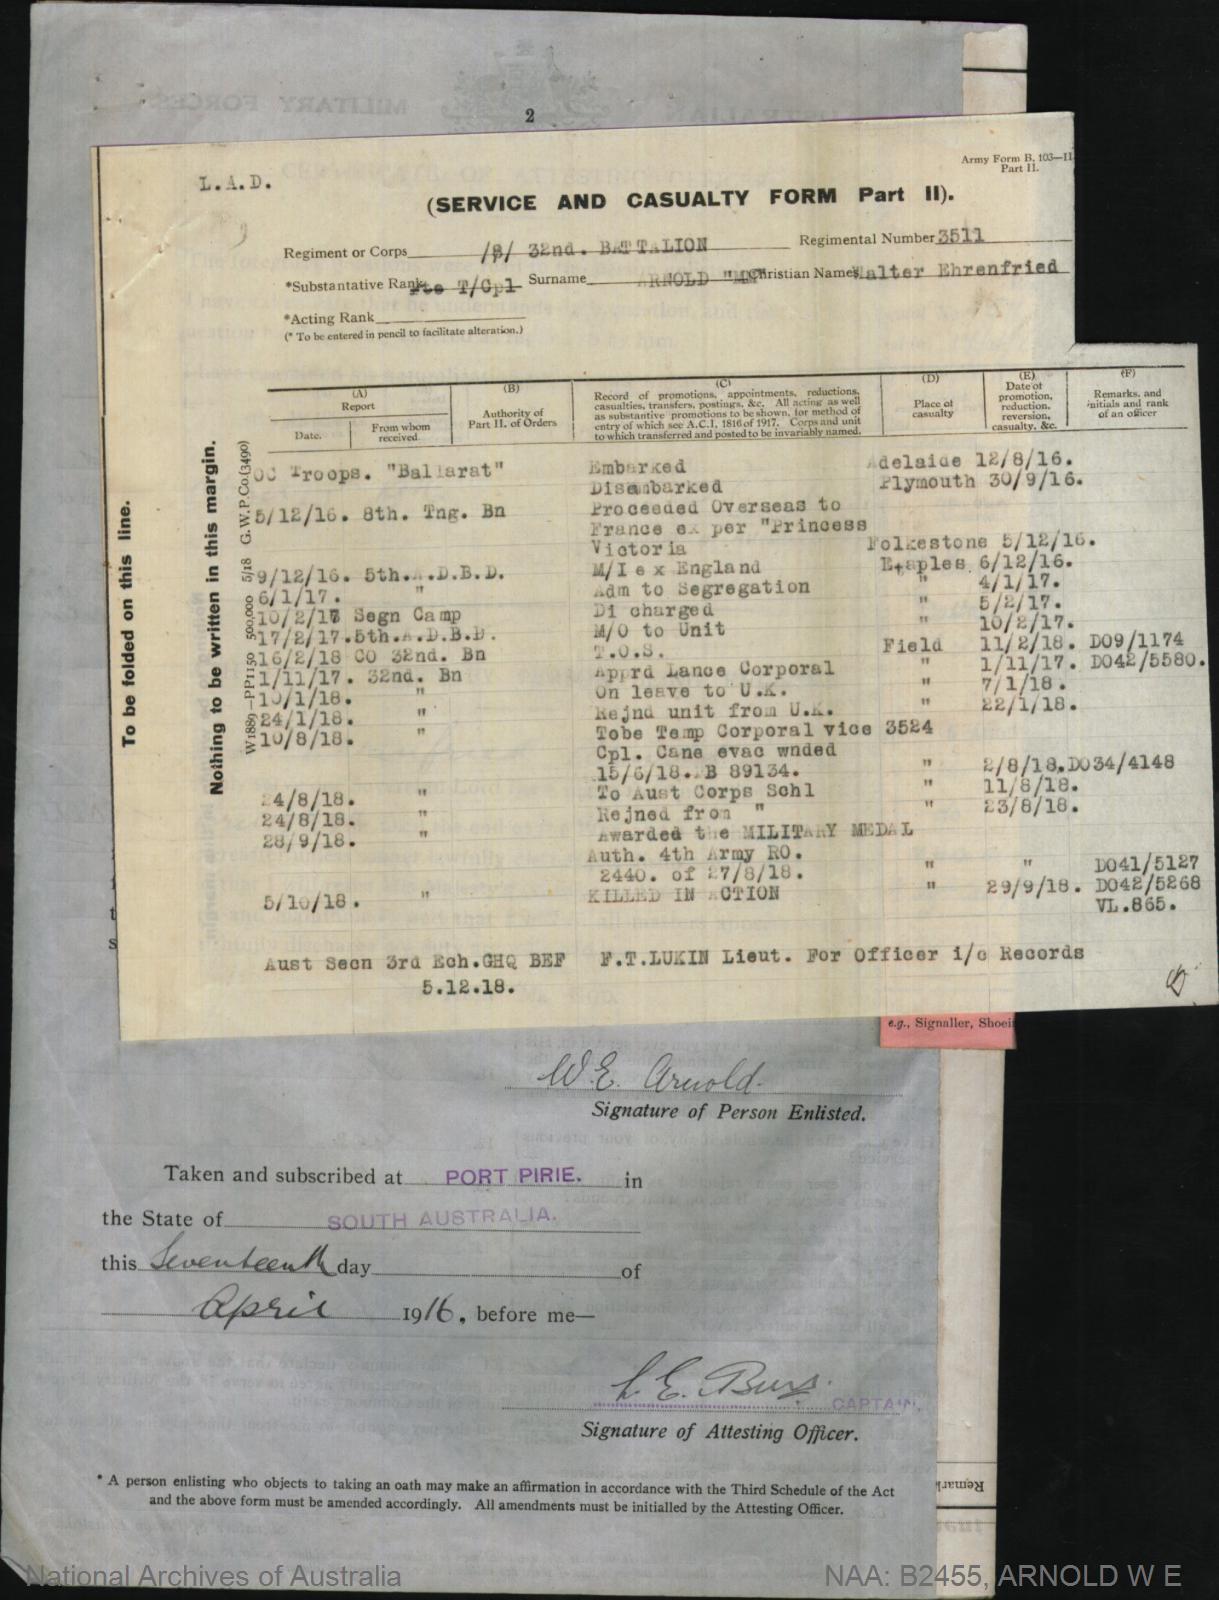 2
Army Form B. 103—II
Part II.
L.A.D.
(SERVICE AND CASUALTY FORM Part II).
Regiment or Corps /8/ 32nd. BATTALION Regimental Number 3511
*Substantative Rank Pte T/Cpl Surname ARNOLD "MM" Christian Names Walter Ehrenfried
*Acting Rank
(* To be entered in pencil to facilitate alteration.)
To be folded on this line.
Nothing to be written in this margin.
W1889—PP1150 500,000 5/18 G.W.P.Co.(3490)
(A) Report Date. From whom received.
(B) Authority of Part II. of Orders
(C) Record of promotions, appointments, reductions, casualties, transfers, postings, &c. All acting as well as substantive promotions to be shown, for method of entry of which see A.C.I. 1816 of 1917. Corps and unit to which transferred and posted to be invariably named.
(D) Place of casualty
(E) Date of promotion, reduction, reversion, casualty, &c.
(F) Remarks, and initials and rank of an officer
OC Troops. "Ballarat" Embarked Adelaide 12/8/16.
Disembarked Plymouth 30/9/16.
5/12/16. 8th. Tng. Bn Proceeded Overseas to
France ex per "Princess
Victoria Folkestone 5/12/16.
9/12/16. 5th.A.D.B.D. M/I ex England Etaples 6/12/16.
6/1/17. " Adm to Segregation " 4/1/17.
10/2/17 Segn Camp Di charged " 5/2/17.
17/2/17. 5th.A.D.B.D. M/O to Unit " 10/2/17.
16/2/18 CO 32nd. Bn T.O.S. Field 11/2/18. DO9/1174
1/11/17. 32nd. Bn Apprd Lance Corporal " 1/11/17. DO42/5580.
10/1/18. " On leave to U.K. " 7/1/18.
24/1/18. " Rejnd unit from U.K. " 22/1/18.
10/8/18. " Tobe Temp Corporal vice 3524
Cpl. Cane evac wnded
15/6/18. B 89134. " 2/8/18. DO34/4148
24/8/18. " To Aust Corps Schl " 11/8/18.
24/8/18. " Rejned from " " 23/8/18.
28/9/18. " Awarded the MILITARY MEDAL
Auth. 4th Army RO.
2440. of 27/8/18. " " DO41/5127
5/10/18. " KILLED IN ACTION " 29/9/18. DO42/5268
VL.865.
Aust Secn 3rd Ech.GHQ BEF F.T.LUKIN Lieut. For Officer i/c Records
5.12.18.
e.g., Signaller, Shoei
W.E. Arnold.
Signature of Person Enlisted.
Taken and subscribed at PORT PIRIE. in
the State of SOUTH AUSTRALIA.
this Seventeenth day of
April 1916, before me—
CAPTAIN.
Signature of Attesting Officer.
* A person enlisting who objects to taking an oath may make an affirmation in accordance with the Third Schedule of the Act
and the above form must be amended accordingly. All amendments must be initialled by the Attesting Officer.
National Archives of Australia NAA: B2455, ARNOLD W E